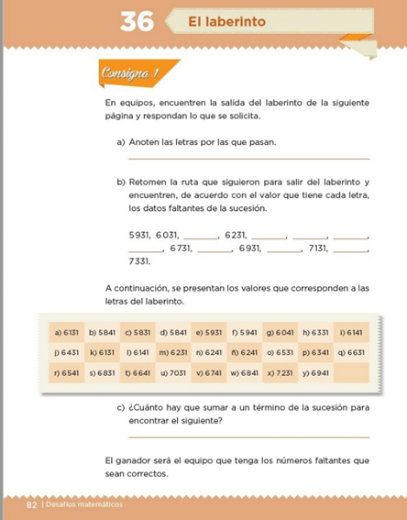 36 El laberinto
Consigna 1
En equipos, encuentren la salida del laberinto de la siguiente
página y respondan lo que se solicita.
a) Anoten las letras por las que pasan.
b) Retomen la ruta que siguieron para salir del laberinto y
encuentren, de acuerdo con el valor que tiene cada letra,
los datos faltantes de la sucesión.
5931, 6031, ______, 6231, ______, ______, ______,
______, 6731, ______, 6931, ______, 7131, ______,
7331.
A continuación, se presentan los valores que corresponden a las
letras del laberinto.
a) 6131 b) 5841 c) 5831 d) 5841 e) 5931 f) 5941 g) 6041 h) 6331 i) 6141
j) 6431 k) 6131 l) 6141 m) 6231 n) 6241 ñ) 6241 o) 6531 p) 6341 q) 6631
r) 6541 s) 6831 t) 6641 u) 7031 v) 6741 w) 6841 x) 7231 y) 6941
c) ¿Cuánto hay que sumar a un término de la sucesión para
encontrar el siguiente?
El ganador será el equipo que tenga los números faltantes que
sean correctos.
82 | Desafíos matemáticos